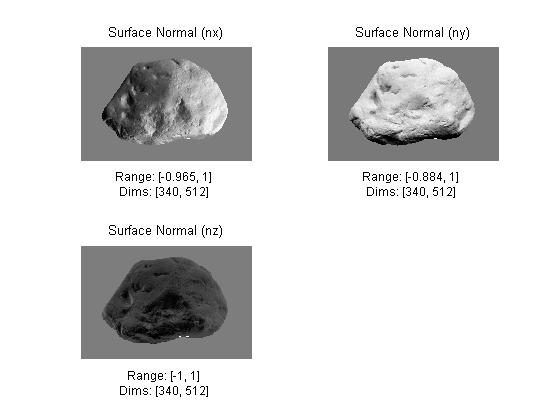 Surface Normal (nx)
Surface Normal (ny)
Range: [-0.965, 1]
Dims: [340, 512]
Range: [-0.884, 1]
Dims: [340, 512]
Surface Normal (nz)
Range: [-1, 1]
Dims: [340, 512]